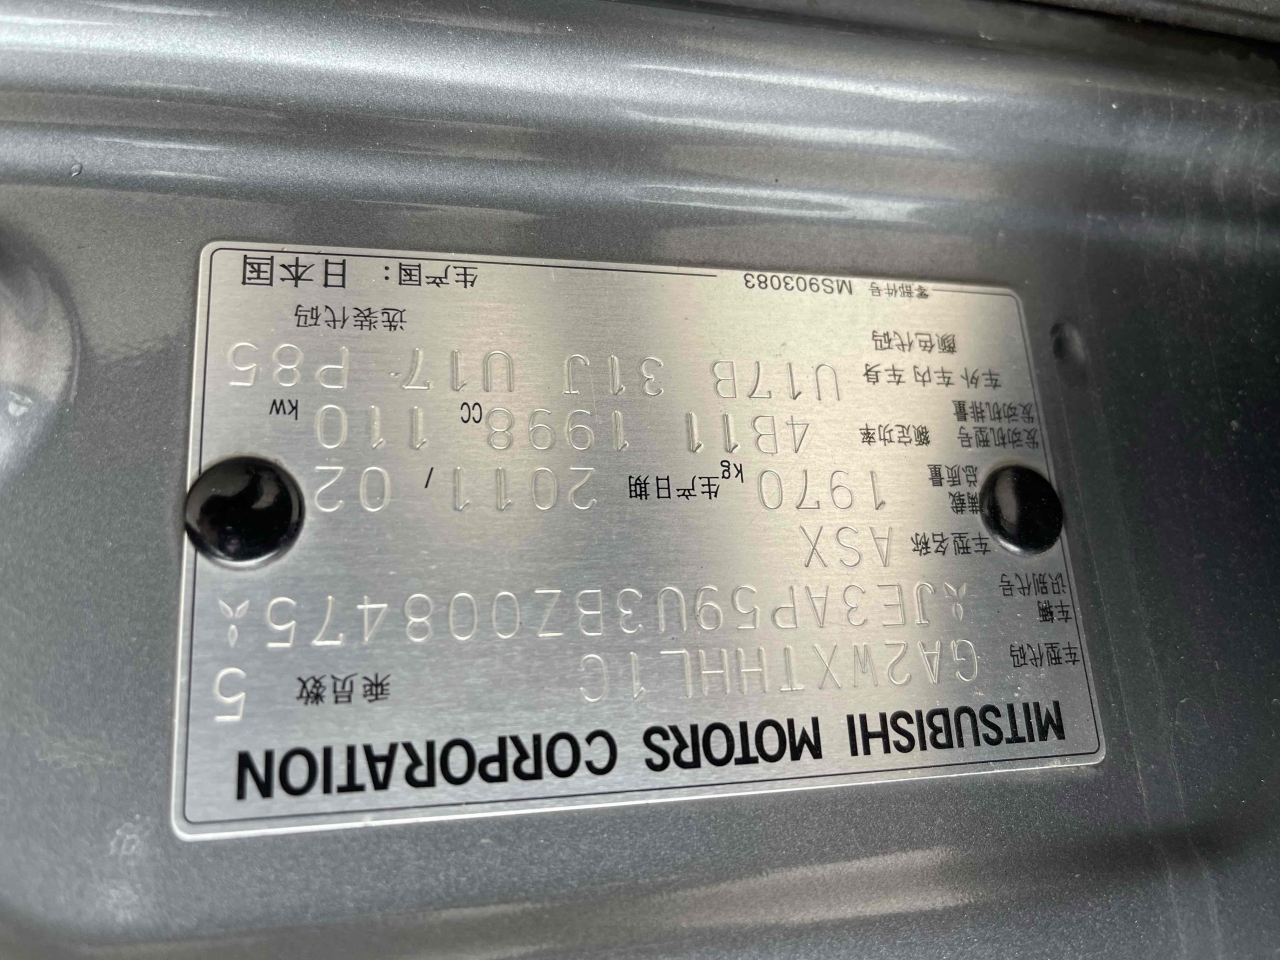 MITSUBISHI MOTORS CORPORATION
车型代码 GA2WXTHHL1C 乘员数 5
车辆识别代号 ☆JE3AP59U3BZ008475☆
车型名称 ASX
满载总质量 1970 kg 生产日期 2011 / 02
发动机型号 额定功率 4B11 1998 cc 110 kw
发动机排量
车外 车内 车身 U17B 31J U17 P85
颜色代码 选装代码
零部件号 MS903083 生产国: 日本国